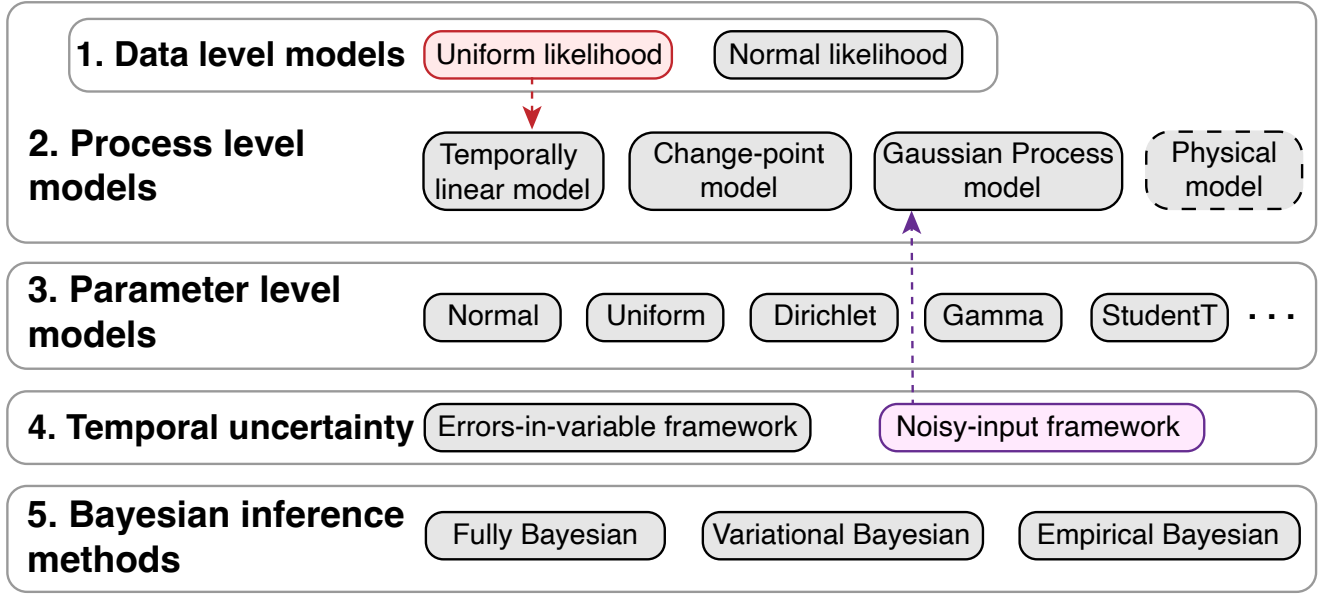 1. Data level models
Uniform likelihood
Normal likelihood
2. Process level
models
Temporally
linear model
Change-point
model
Gaussian Process
model
Physical
model
3. Parameter level
models
Normal
Uniform
Dirichlet
Gamma
StudentT
· · ·
4. Temporal uncertainty
Errors-in-variable framework
Noisy-input framework
5. Bayesian inference
methods
Fully Bayesian
Variational Bayesian
Empirical Bayesian